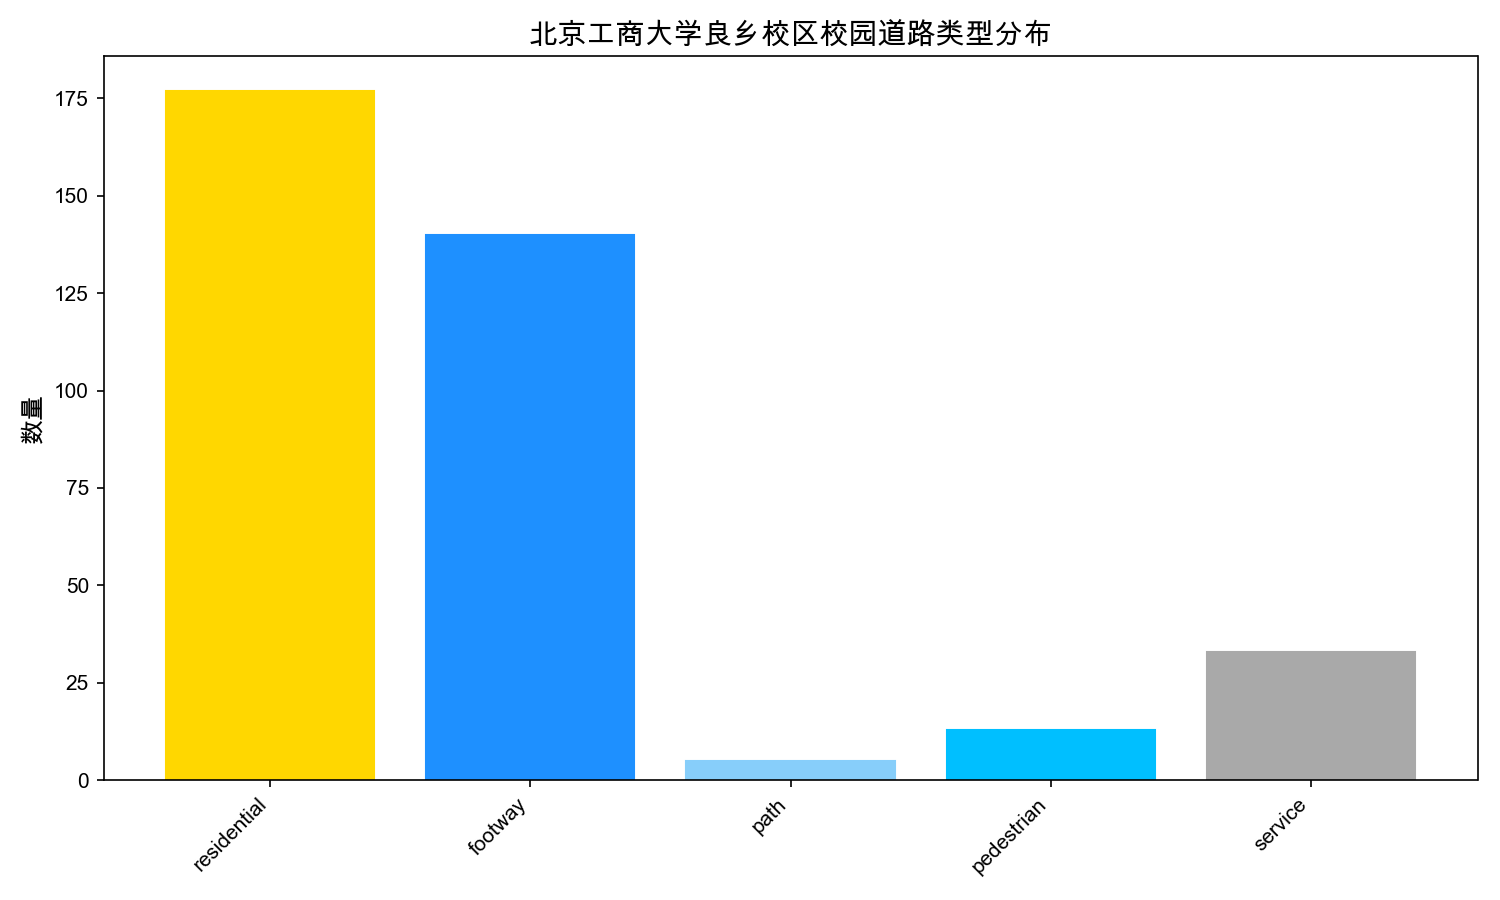 北京工商大学良乡校区校园道路类型分布
数量
175
150
125
100
75
50
25
0
residential
footway
path
pedestrian
service